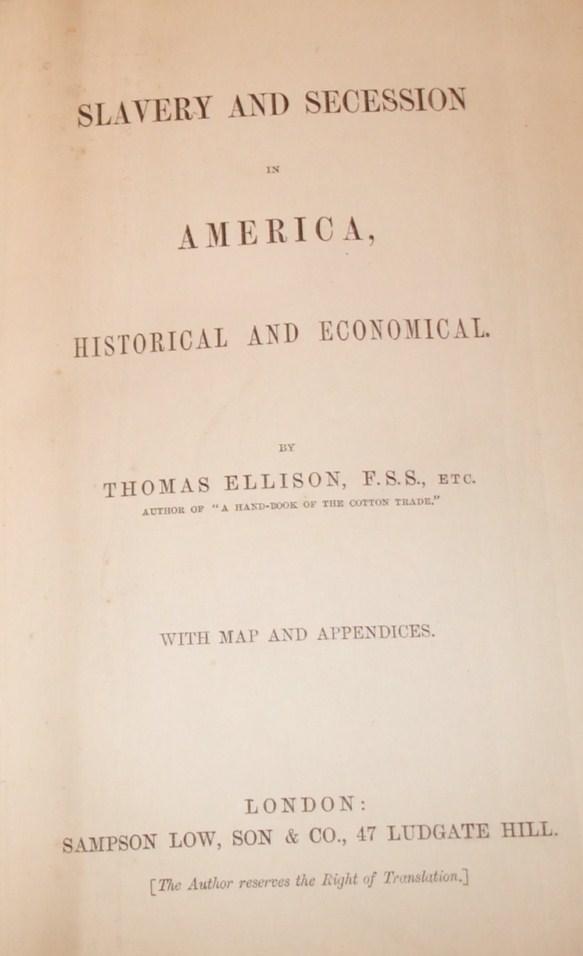 SLAVERY AND SECESSION
IN
AMERICA,
HISTORICAL AND ECONOMICAL.
BY
THOMAS ELLISON, F.S.S., ETC.
AUTHOR OF "A HAND-BOOK OF THE COTTON TRADE."
WITH MAP AND APPENDICES.
LONDON:
SAMPSON LOW, SON & CO., 47 LUDGATE HILL.
[The Author reserves the Right of Translation.]